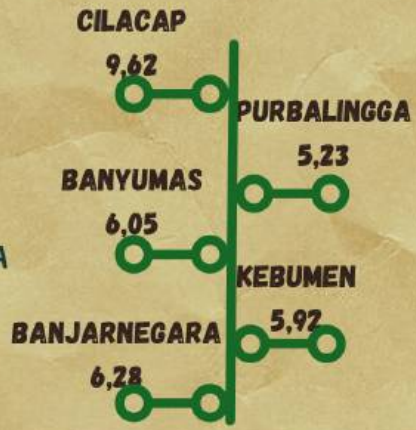 CILACAP
9,62
PURBALINGGA
5,23
BANYUMAS
6,05
A
KEBUMEN
5,92
BANJARNEGARA
6,28